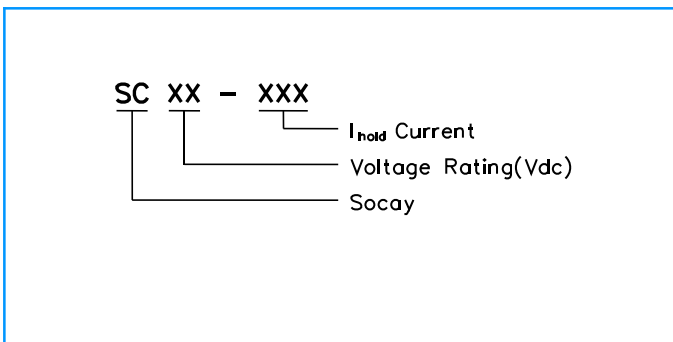 SC XX - XXX
Ihold Current
Voltage Rating(Vdc)
Socay